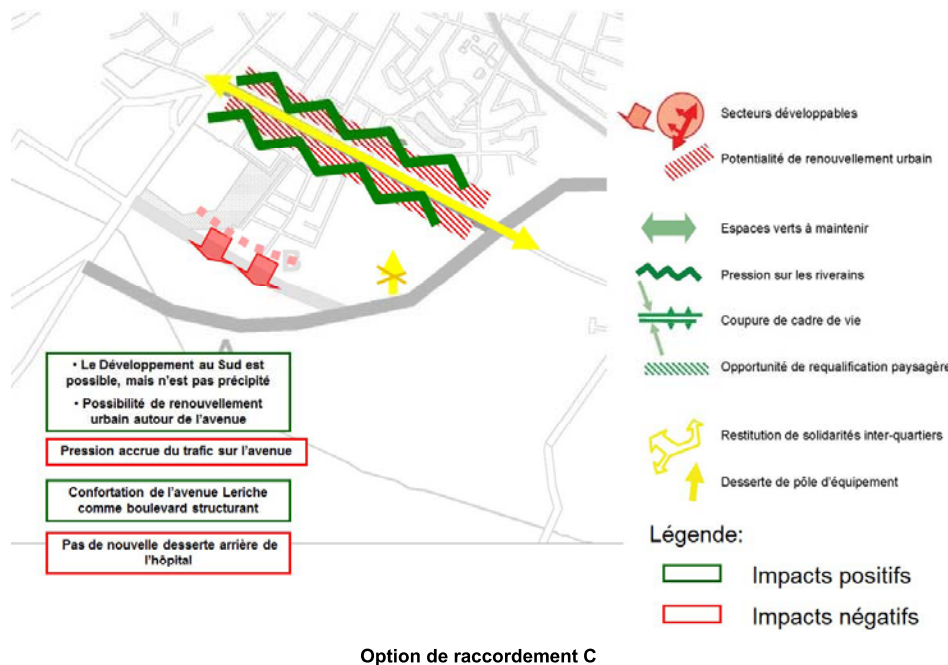 B
A
• Le Développement au Sud est
possible, mais n'est pas précipité
• Possibilité de renouvellement
urbain autour de l'avenue
Pression accrue du trafic sur l'avenue
Confortation de l'avenue Leriche
comme boulevard structurant
Pas de nouvelle desserte arrière de
l'hôpital
Secteurs développables
Potentialité de renouvellement urbain
Espaces verts à maintenir
Pression sur les riverains
Coupure de cadre de vie
Opportunité de requalification paysagère
Restitution de solidarités inter-quartiers
Desserte de pôle d'équipement
Légende:
Impacts positifs
Impacts négatifs
Option de raccordement C